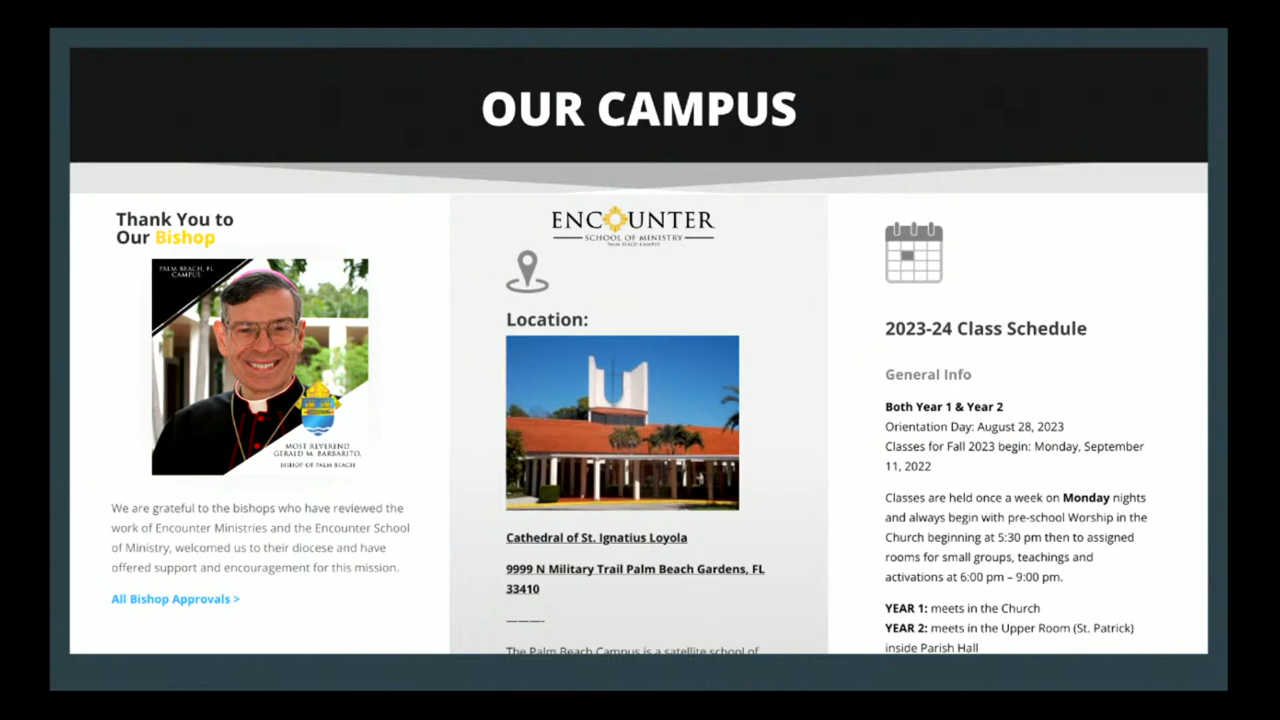 OUR CAMPUS
Thank You to
Our Bishop
PALM BEACH, FL
CAMPUS
MOST REVEREND
GERALD M. BARBARITO,
BISHOP OF PALM BEACH
We are grateful to the bishops who have reviewed the
work of Encounter Ministries and the Encounter School
of Ministry, welcomed us to their diocese and have
offered support and encouragement for this mission.
All Bishop Approvals >
ENCOUNTER
SCHOOL OF MINISTRY
PALM BEACH CAMPUS
Location:
Cathedral of St. Ignatius Loyola
9999 N Military Trail Palm Beach Gardens, FL
33410
————-
The Palm Beach Campus is a satellite school of
2023-24 Class Schedule
General Info
Both Year 1 & Year 2
Orientation Day: August 28, 2023
Classes for Fall 2023 begin: Monday, September
11, 2022
Classes are held once a week on Monday nights
and always begin with pre-school Worship in the
Church beginning at 5:30 pm then to assigned
rooms for small groups, teachings and
activations at 6:00 pm – 9:00 pm.
YEAR 1: meets in the Church
YEAR 2: meets in the Upper Room (St. Patrick)
inside Parish Hall